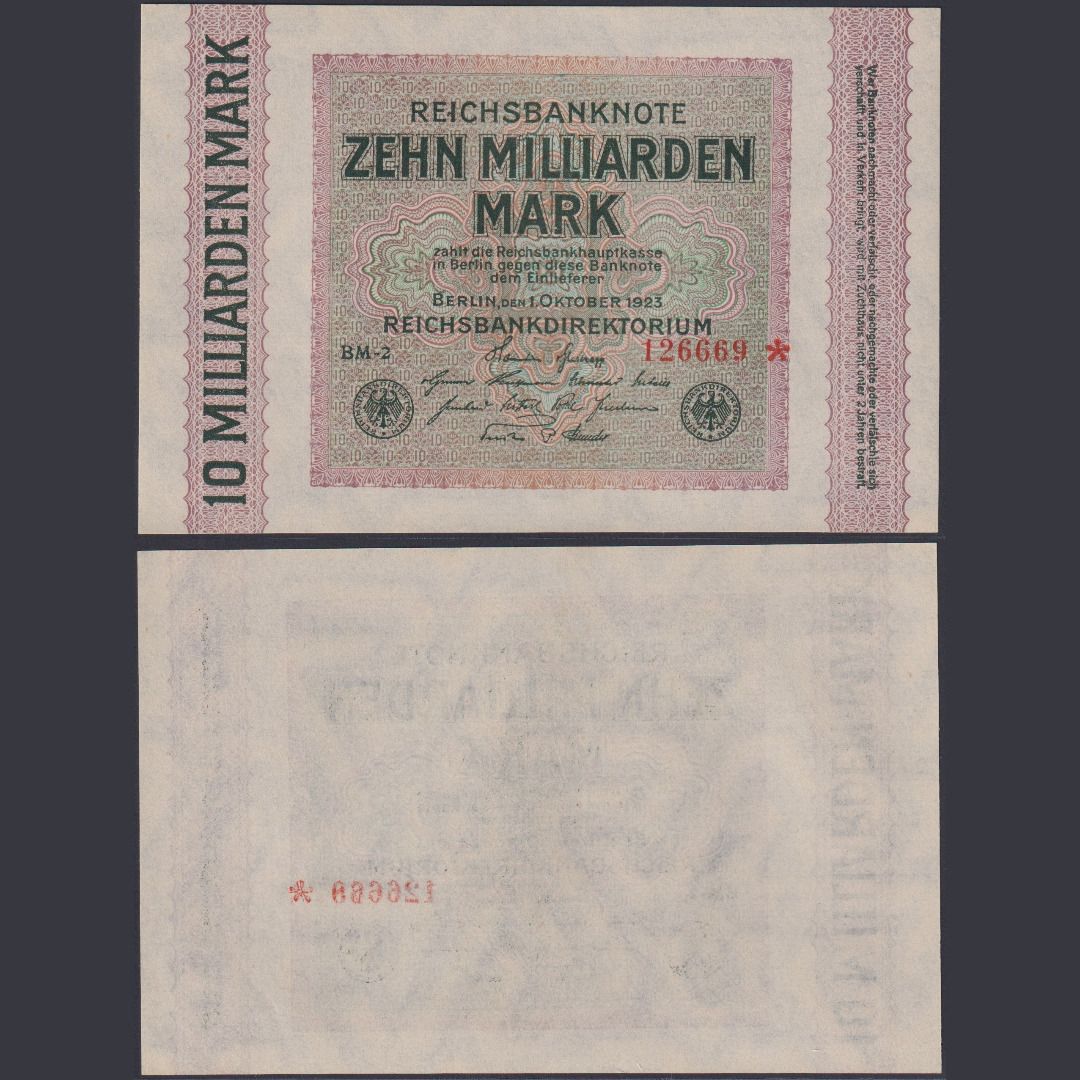 10 MILLIARDEN MARK
REICHSBANKNOTE
ZEHN MILLIARDEN
MARK
zahlt die Reichsbankhauptkasse
in Berlin gegen diese Banknote
dem Einlieferer
BERLIN, DEN 1. OKTOBER 1923
REICHSBANKDIREKTORIUM
BM-2
126669 *
Wer Banknoten nachmacht oder verfälscht oder nachgemachte oder verfälschte sich
verschafft und in Verkehr bringt, wird mit Zuchthaus nicht unter 2 Jahren bestraft.
126669 *